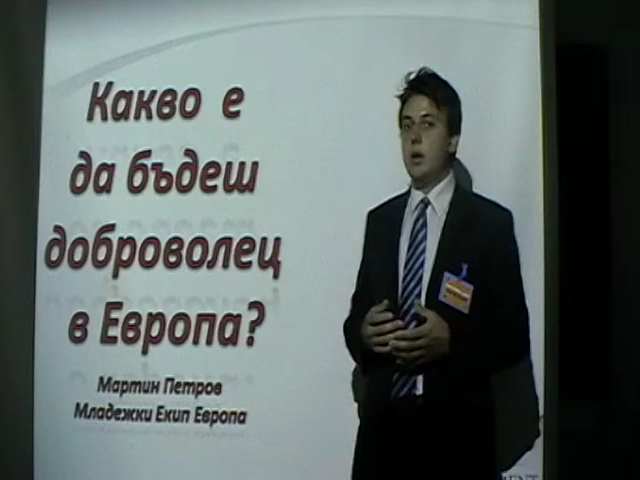 Какво е
да бъдеш
доброволец
в Европа?
Мартин Петров
Младежки Екип Европа